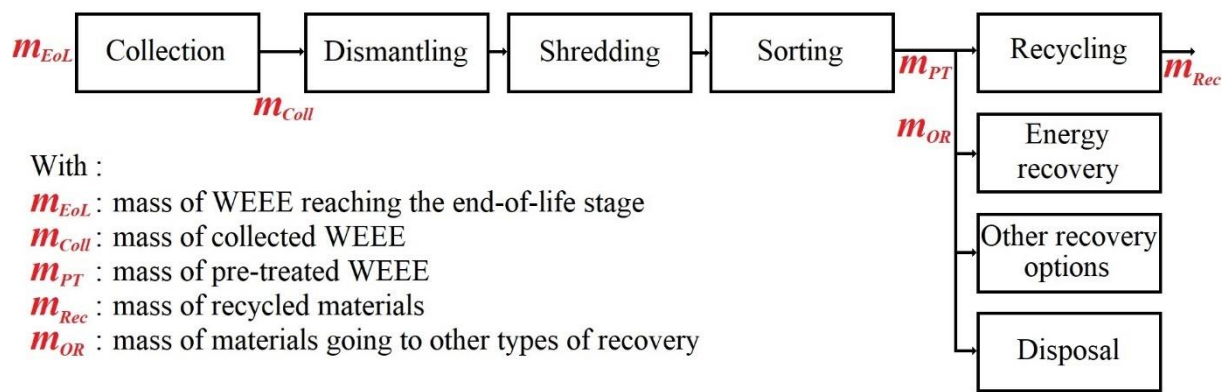 m_EoL Collection Dismantling Shredding Sorting Recycling
m_Coll
m_PT
m_Rec
m_OR
Energy
recovery
Other recovery
options
Disposal
With :
m_EoL : mass of WEEE reaching the end-of-life stage
m_Coll : mass of collected WEEE
m_PT : mass of pre-treated WEEE
m_Rec : mass of recycled materials
m_OR : mass of materials going to other types of recovery